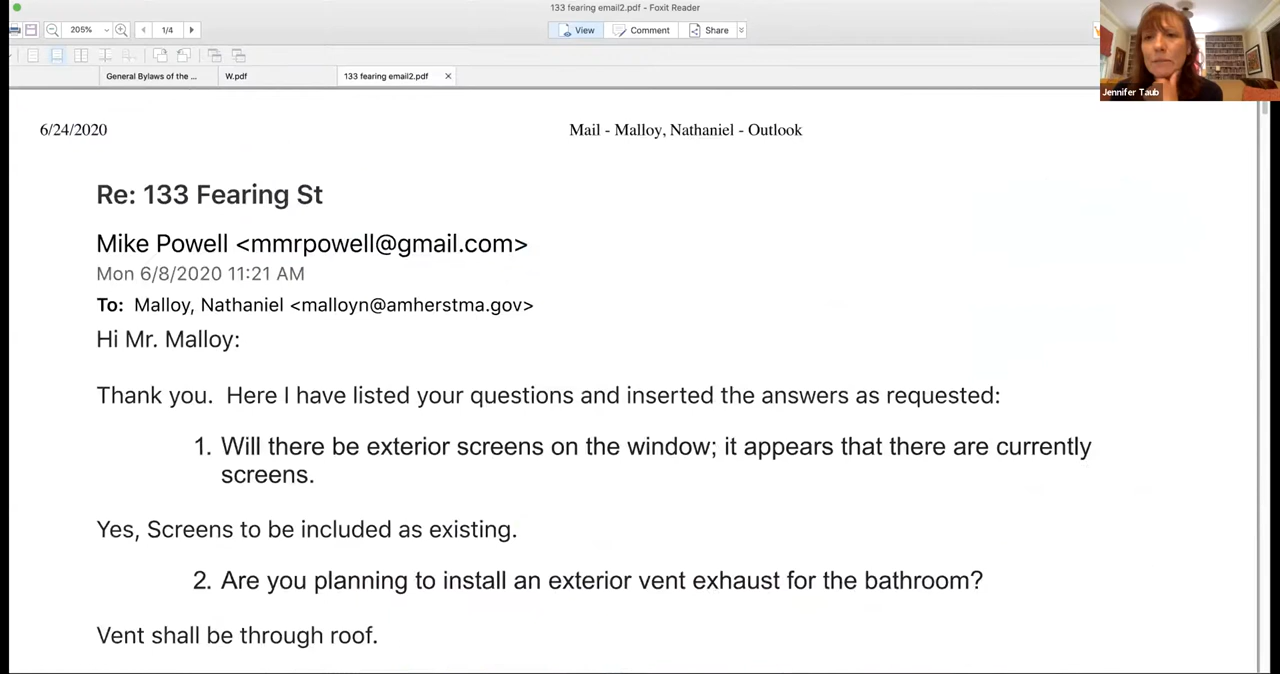 133 fearing email2.pdf - Foxit Reader
205%
1/4
View
Comment
Share
General Bylaws of the ...
W.pdf
133 fearing email2.pdf
Jennifer Taub
6/24/2020
Mail - Malloy, Nathaniel - Outlook
Re: 133 Fearing St
Mike Powell <mmrpowell@gmail.com>
Mon 6/8/2020 11:21 AM
To: Malloy, Nathaniel <malloyn@amherstma.gov>
Hi Mr. Malloy:
Thank you. Here I have listed your questions and inserted the answers as requested:
1. Will there be exterior screens on the window; it appears that there are currently
screens.
Yes, Screens to be included as existing.
2. Are you planning to install an exterior vent exhaust for the bathroom?
Vent shall be through roof.